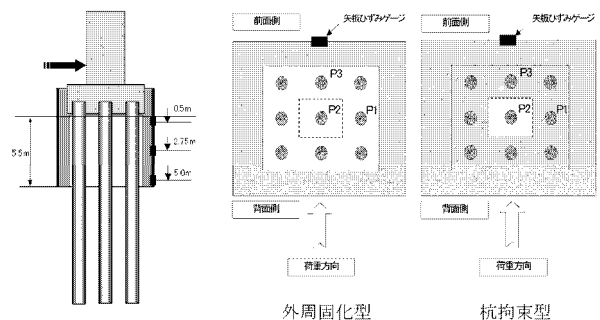 0.5m
2.75m
5.0m
5.5m
前面側
矢板ひずみゲージ
P3
P2
P1
背面側
荷重方向
外周固化型
前面側
矢板ひずみゲージ
P3
P2
P1
背面側
荷重方向
杭拘束型